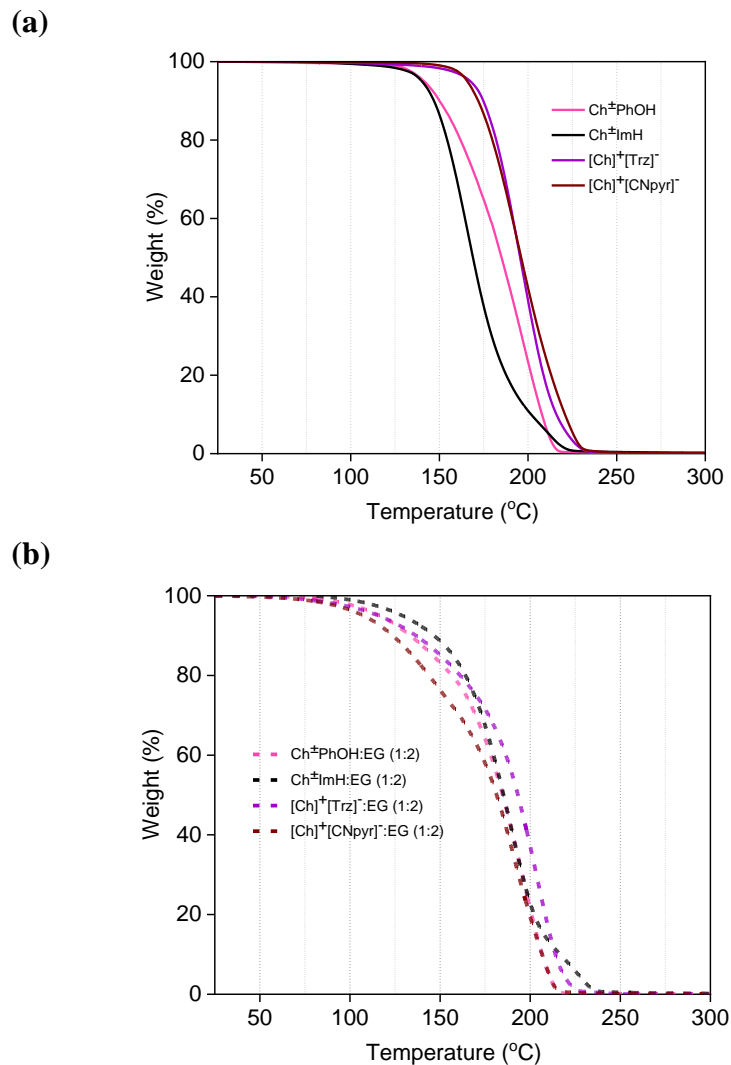 (a)
100
80
60
40
20
0
Weight (%)
Ch±PhOH
Ch±ImH
[Ch]⁺[Trz]⁻
[Ch]⁺[CNpyr]⁻
50 100 150 200 250 300
Temperature (ᵒC)
(b)
100
80
60
40
20
0
Weight (%)
Ch±PhOH:EG (1:2)
Ch±ImH:EG (1:2)
[Ch]⁺[Trz]⁻:EG (1:2)
[Ch]⁺[CNpyr]⁻:EG (1:2)
50 100 150 200 250 300
Temperature (ᵒC)